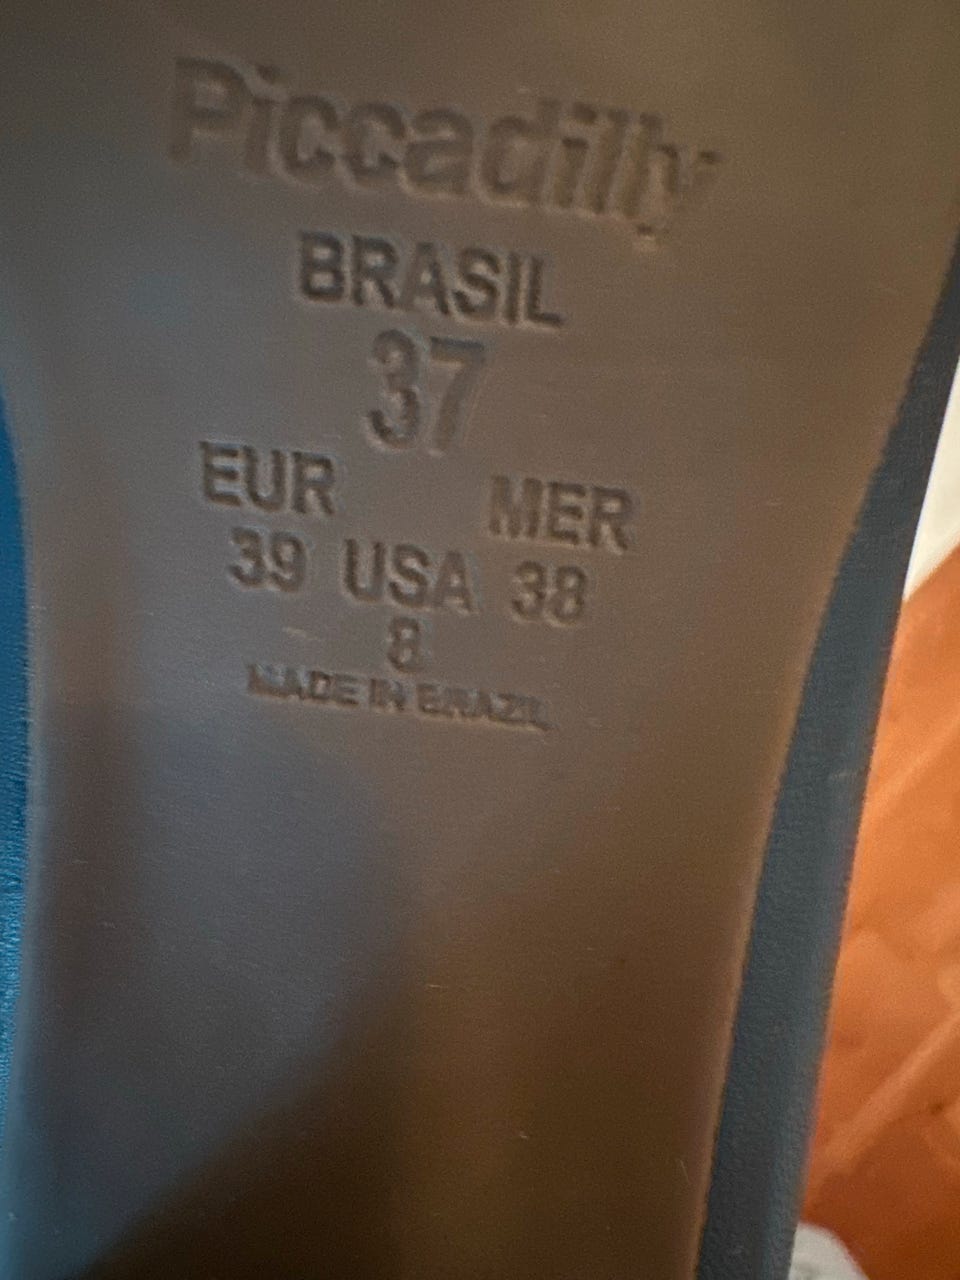 Piccadilly
BRASIL
37
EUR MER
39 USA 38
8
MADE IN BRAZIL